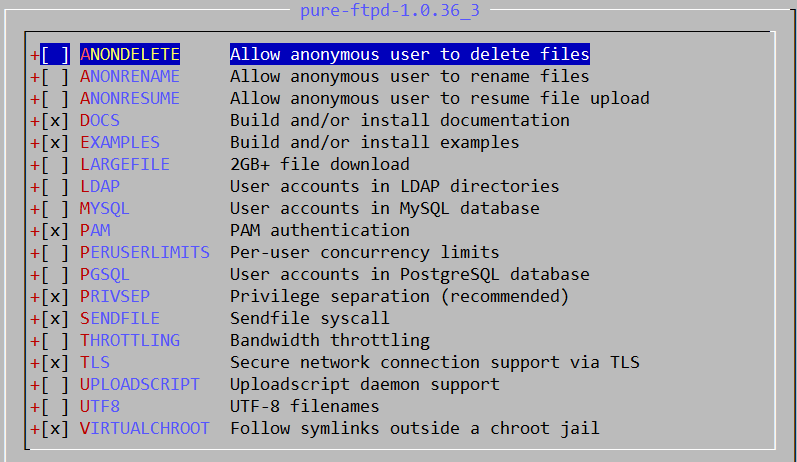 pure-ftpd-1.0.36_3
+[ ] ANONDELETE Allow anonymous user to delete files
+[ ] ANONRENAME Allow anonymous user to rename files
+[ ] ANONRESUME Allow anonymous user to resume file upload
+[x] DOCS Build and/or install documentation
+[x] EXAMPLES Build and/or install examples
+[ ] LARGEFILE 2GB+ file download
+[ ] LDAP User accounts in LDAP directories
+[ ] MYSQL User accounts in MySQL database
+[x] PAM PAM authentication
+[ ] PERUSERLIMITS Per-user concurrency limits
+[ ] PGSQL User accounts in PostgreSQL database
+[x] PRIVSEP Privilege separation (recommended)
+[x] SENDFILE Sendfile syscall
+[ ] THROTTLING Bandwidth throttling
+[x] TLS Secure network connection support via TLS
+[ ] UPLOADSCRIPT Uploadscript daemon support
+[ ] UTF8 UTF-8 filenames
+[x] VIRTUALCHROOT Follow symlinks outside a chroot jail